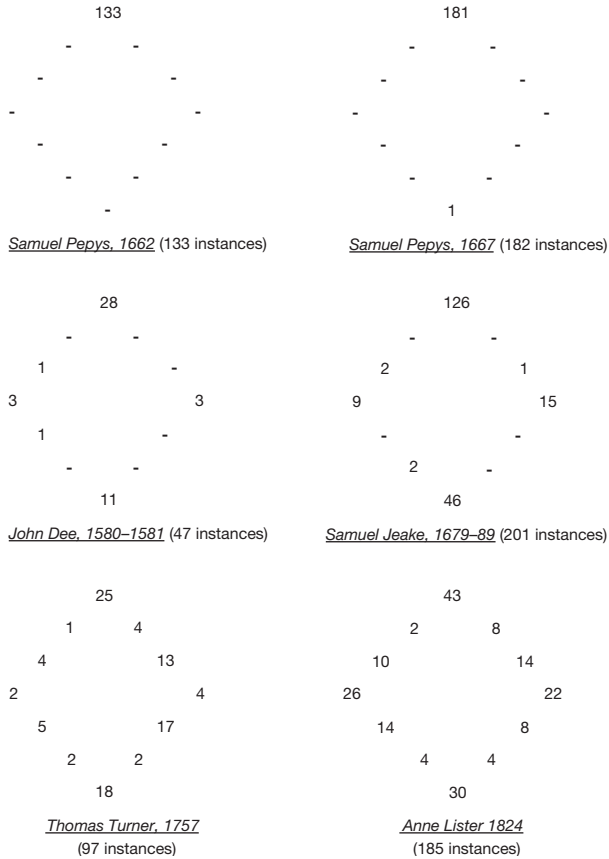 133 181
- - - -
- - - -
- - - -
- - - -
- - - -
- 1
Samuel Pepys, 1662 (133 instances) Samuel Pepys, 1667 (182 instances)
28 126
- - - -
1 - 2 1
3 3 9 15
1 - - -
- - 2 -
11 46
John Dee, 1580–1581 (47 instances) Samuel Jeake, 1679–89 (201 instances)
25 43
1 4 2 8
4 13 10 14
2 4 26 22
5 17 14 8
2 2 4 4
18 30
Thomas Turner, 1757 Anne Lister 1824
(97 instances) (185 instances)